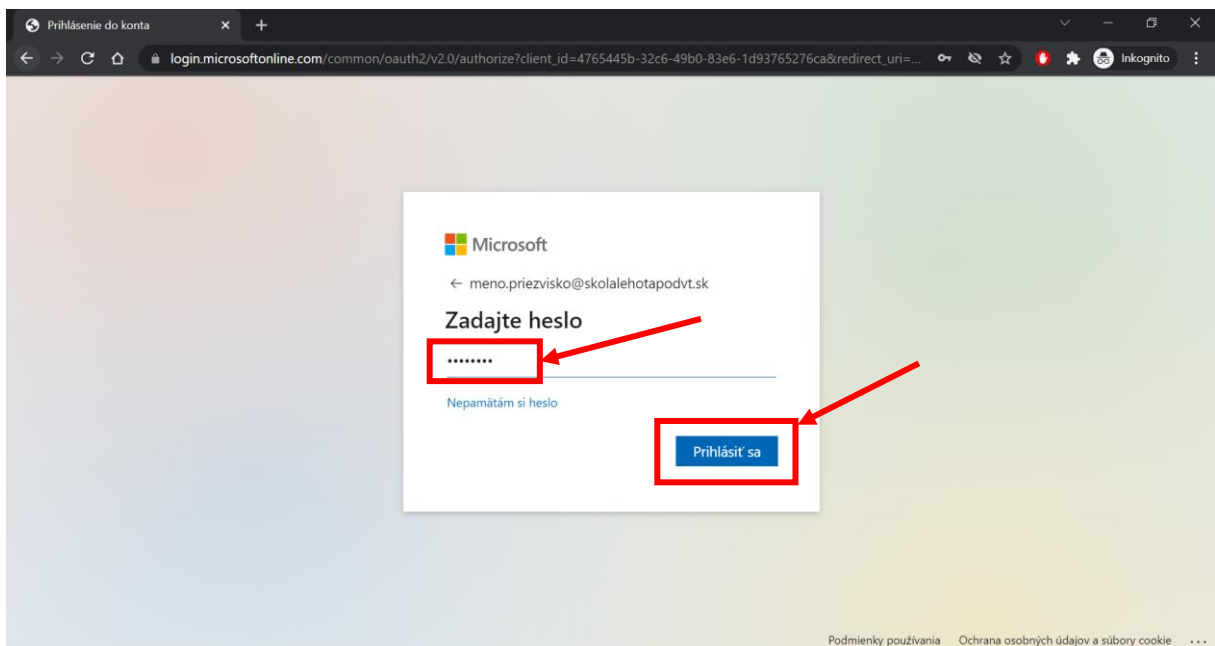 Prihlásenie do konta
login.microsoftonline.com/common/oauth2/v2.0/authorize?client_id=4765445b-32c6-49b0-83e6-1d93765276ca&redirect_uri=...
Inkognito
Microsoft
← meno.priezvisko@skolalehotapodvt.sk
Zadajte heslo
••••••••
Nepamätám si heslo
Prihlásiť sa
Podmienky používania Ochrana osobných údajov a súbory cookie ...